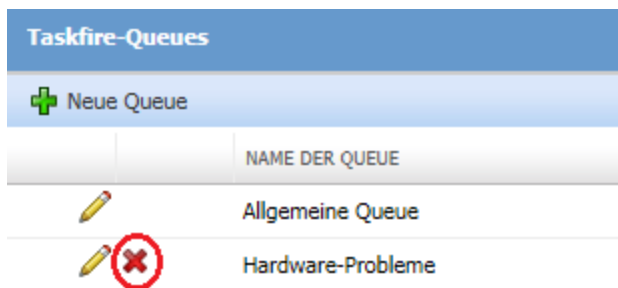 Taskfire-Queues
Neue Queue
NAME DER QUEUE
Allgemeine Queue
Hardware-Probleme